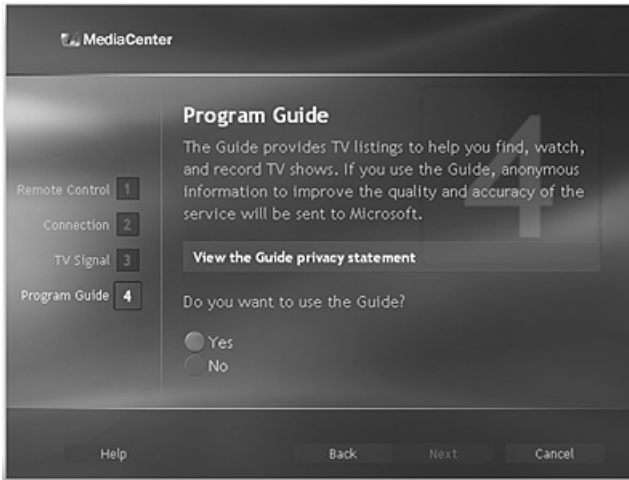 MediaCenter
Program Guide
The Guide provides TV listings to help you find, watch,
and record TV shows. If you use the Guide, anonymous
information to improve the quality and accuracy of the
service will be sent to Microsoft.
View the Guide privacy statement
Do you want to use the Guide?
Yes
No
Remote Control 1
Connection 2
TV Signal 3
Program Guide 4
4
Help
Back
Next
Cancel